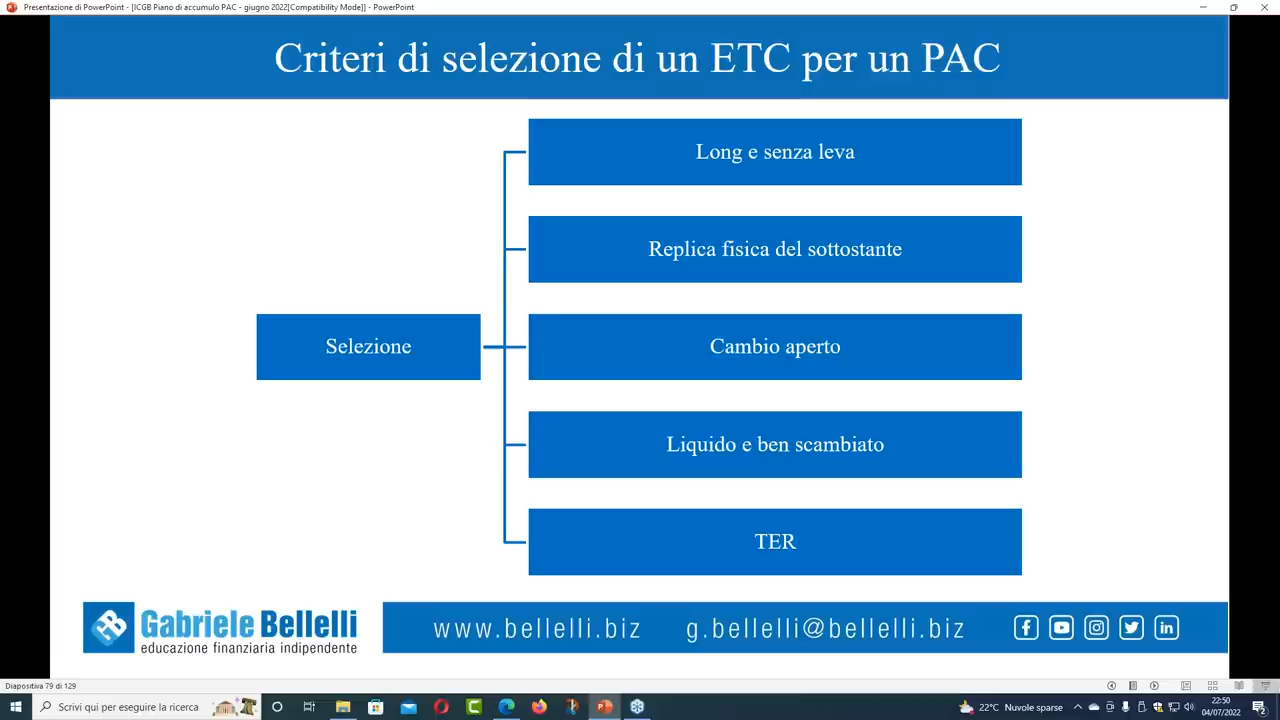 Presentazione di PowerPoint - [ICGB Piano di accumulo PAC - giugno 2022[Compatibility Mode]] - PowerPoint
Criteri di selezione di un ETC per un PAC
Selezione
Long e senza leva
Replica fisica del sottostante
Cambio aperto
Liquido e ben scambiato
TER
Gabriele Bellelli
educazione finanziaria indipendente
www.bellelli.biz g.bellelli@bellelli.biz
Diapositiva 79 di 129
Scrivi qui per eseguire la ricerca
22°C Nuvole sparse
22:50
04/07/2022
2